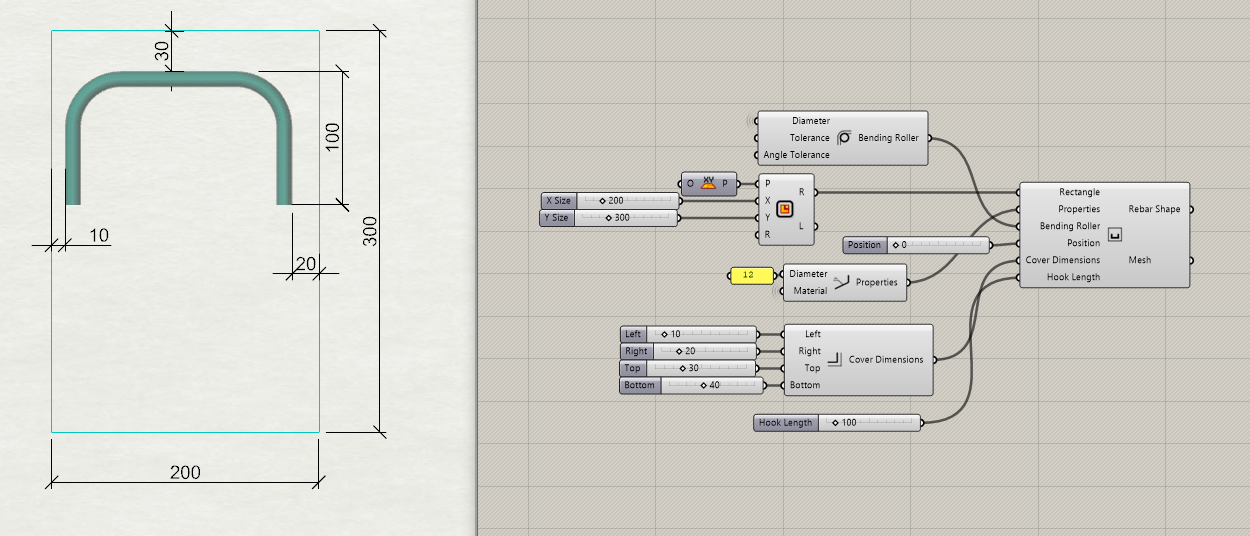 30
100
300
10
20
200
Diameter
Tolerance
Angle Tolerance
Bending Roller
O XY P
X Size 200
Y Size 300
P
X
Y
R
R
L
Position 0
12
Diameter
Material
Properties
Left 10
Right 20
Top 30
Bottom 40
Left
Right
Top
Bottom
Cover Dimensions
Hook Length 100
Rectangle
Properties
Bending Roller
Position
Cover Dimensions
Hook Length
Rebar Shape
Mesh